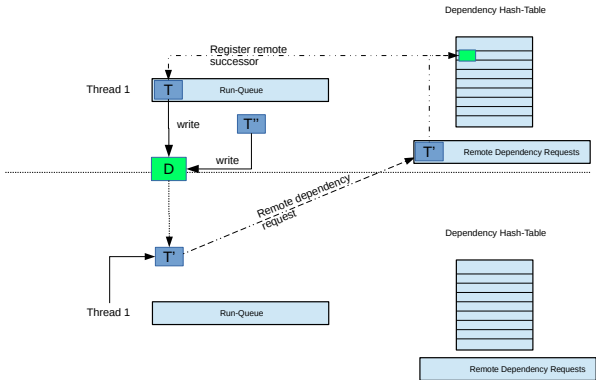 Dependency Hash-Table
Register remote
successor
Thread 1
T
Run-Queue
write
T''
write
D
T'
Remote Dependency Requests
Remote dependency
request
T'
Dependency Hash-Table
Thread 1
Run-Queue
Remote Dependency Requests